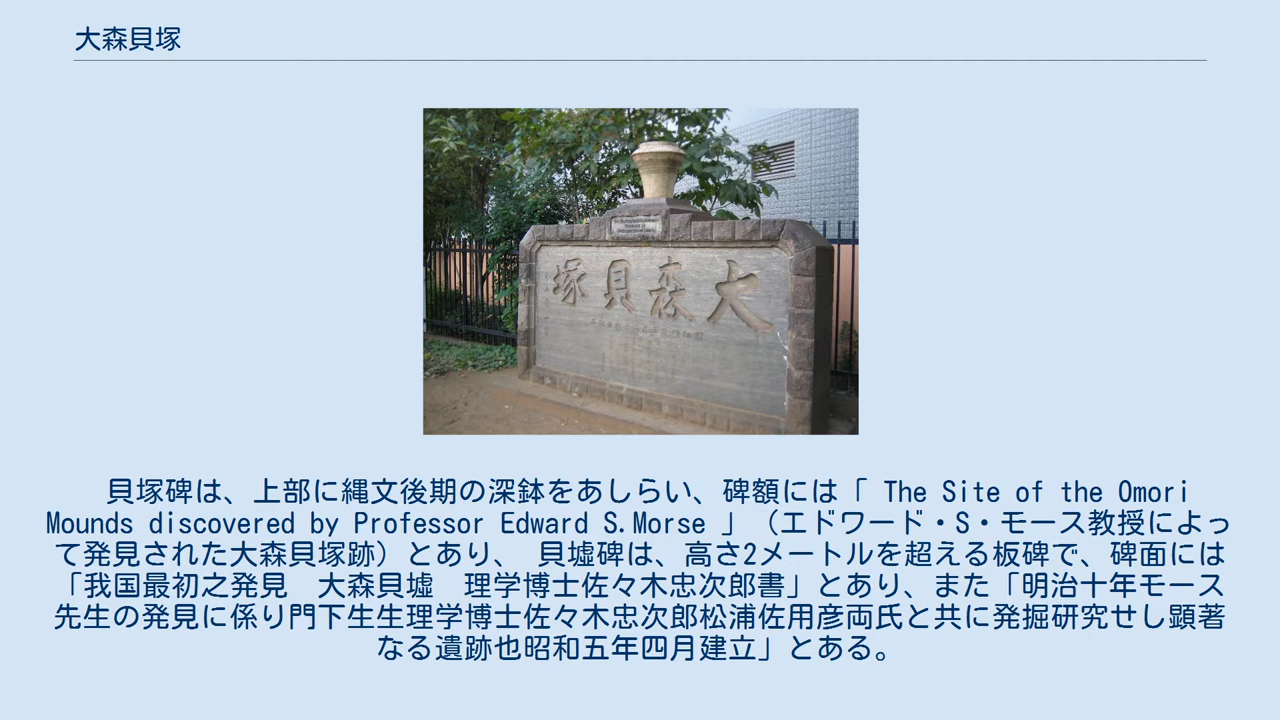 大森貝塚
塚貝森大
貝塚碑は、上部に縄文後期の深鉢をあしらい、碑額には「 The Site of the Omori
Mounds discovered by Professor Edward S.Morse 」（エドワード・S・モース教授によっ
て発見された大森貝塚跡）とあり、 貝墟碑は、高さ2メートルを超える板碑で、碑面には
「我国最初之発見　大森貝墟　理学博士佐々木忠次郎書」とあり、また「明治十年モース
先生の発見に係り門下生生理学博士佐々木忠次郎松浦佐用彦両氏と共に発掘研究せし顕著
なる遺跡也昭和五年四月建立」とある。